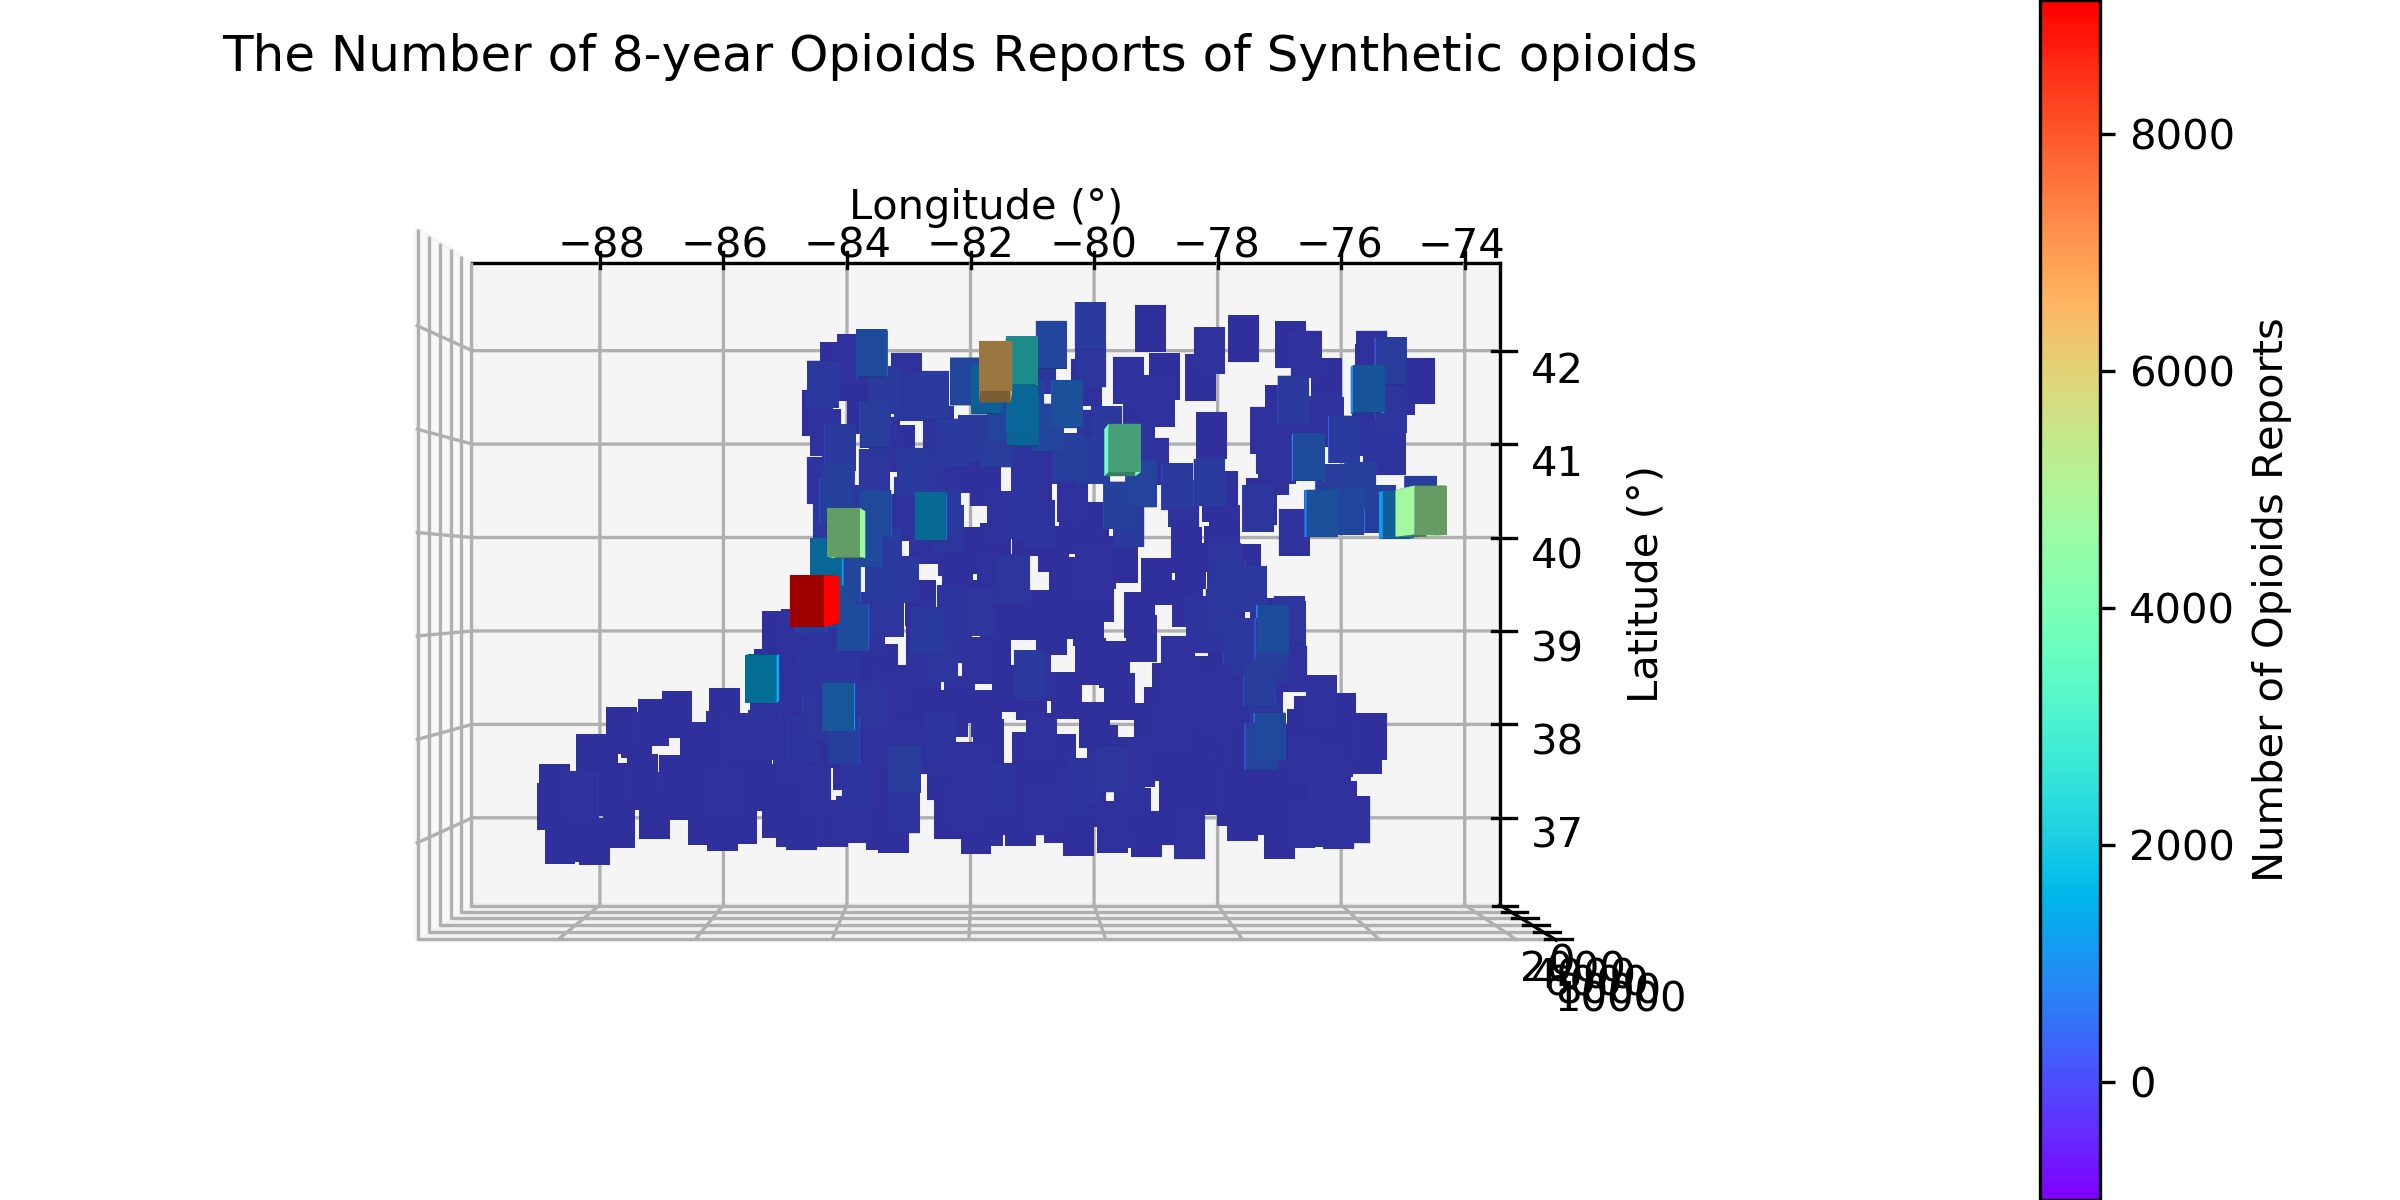 The Number of 8-year Opioids Reports of Synthetic opioids
Longitude (°)
−88 −86 −84 −82 −80 −78 −76 −74
42
41
40
39
38
37
Latitude (°)
10000
8000
6000
4000
2000
0
Number of Opioids Reports